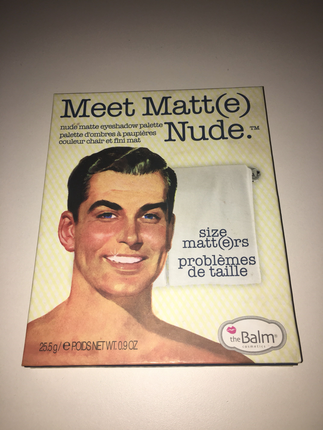 Meet Matt(e)
nude matte eyeshadow palette
palette d'ombres à paupières
couleur chair et fini mat
Nude.™
size
matt(e)rs
problèmes
de taille
25.5g/℮ POIDS NET WT. 0.9 OZ.
theBalm®
cosmetics